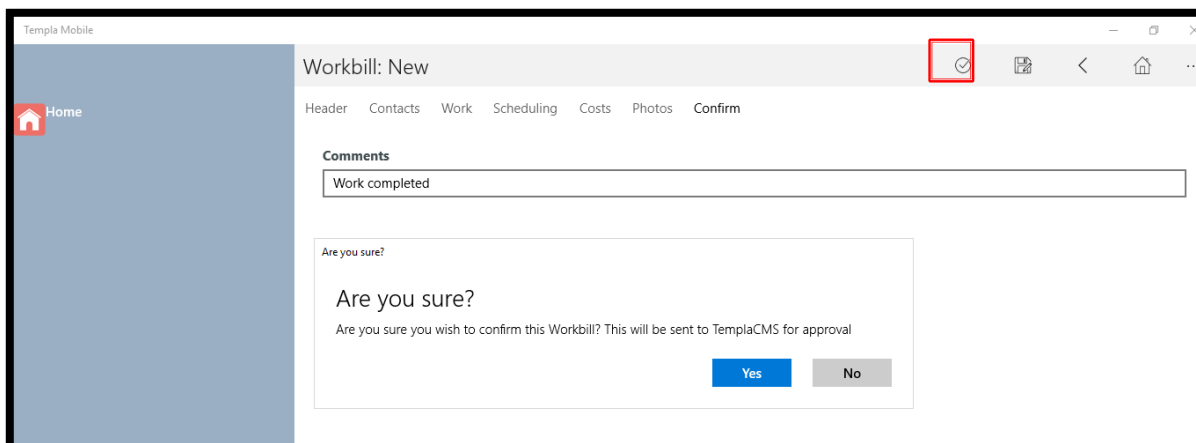 Templa Mobile
Workbill: New
Home
Header Contacts Work Scheduling Costs Photos Confirm
Comments
Work completed
Are you sure?
Are you sure?
Are you sure you wish to confirm this Workbill? This will be sent to TemplaCMS for approval
Yes No